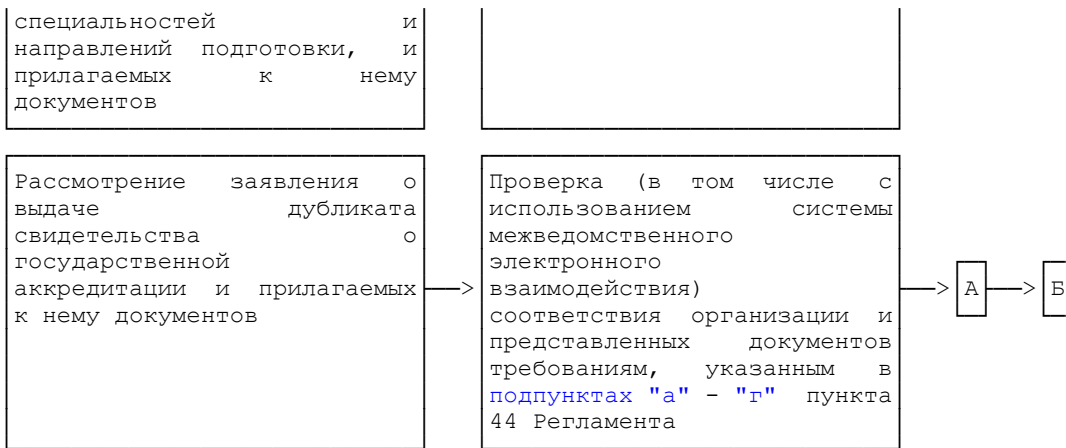 специальностей и
направлений подготовки, и
прилагаемых к нему
документов
Рассмотрение заявления о
выдаче дубликата
свидетельства о
государственной
аккредитации и прилагаемых
к нему документов
Проверка (в том числе с
использованием системы
межведомственного
электронного
взаимодействия)
соответствия организации и
представленных документов
требованиям, указанным в
подпунктах "а" - "г" пункта
44 Регламента
А
Б